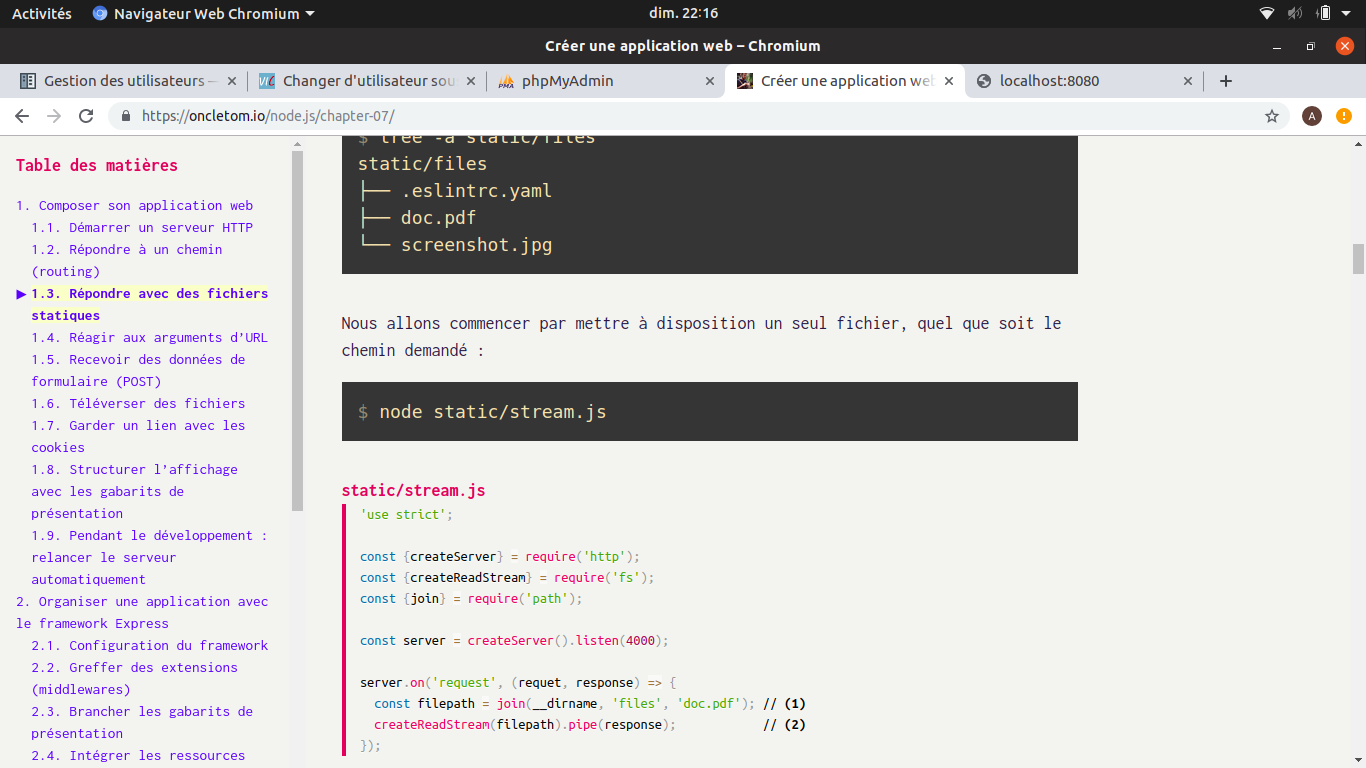 Activités Navigateur Web Chromium dim. 22:16
Créer une application web – Chromium
Gestion des utilisateurs – Changer d'utilisateur sou phpMyAdmin Créer une application web localhost:8080
https://oncletom.io/node.js/chapter-07/ A
Table des matières
1. Composer son application web
1.1. Démarrer un serveur HTTP
1.2. Répondre à un chemin
(routing)
▶ 1.3. Répondre avec des fichiers
statiques
1.4. Réagir aux arguments d’URL
1.5. Recevoir des données de
formulaire (POST)
1.6. Téléverser des fichiers
1.7. Garder un lien avec les
cookies
1.8. Structurer l’affichage
avec les gabarits de
présentation
1.9. Pendant le développement :
relancer le serveur
automatiquement
2. Organiser une application avec
le framework Express
2.1. Configuration du framework
2.2. Greffer des extensions
(middlewares)
2.3. Brancher les gabarits de
présentation
2.4. Intégrer les ressources
$ tree -a static/files
static/files
├── .eslintrc.yaml
├── doc.pdf
└── screenshot.jpg
Nous allons commencer par mettre à disposition un seul fichier, quel que soit le
chemin demandé :
$ node static/stream.js
static/stream.js
'use strict';
const {createServer} = require('http');
const {createReadStream} = require('fs');
const {join} = require('path');
const server = createServer().listen(4000);
server.on('request', (requet, response) => {
  const filepath = join(__dirname, 'files', 'doc.pdf'); // (1)
  createReadStream(filepath).pipe(response);            // (2)
});